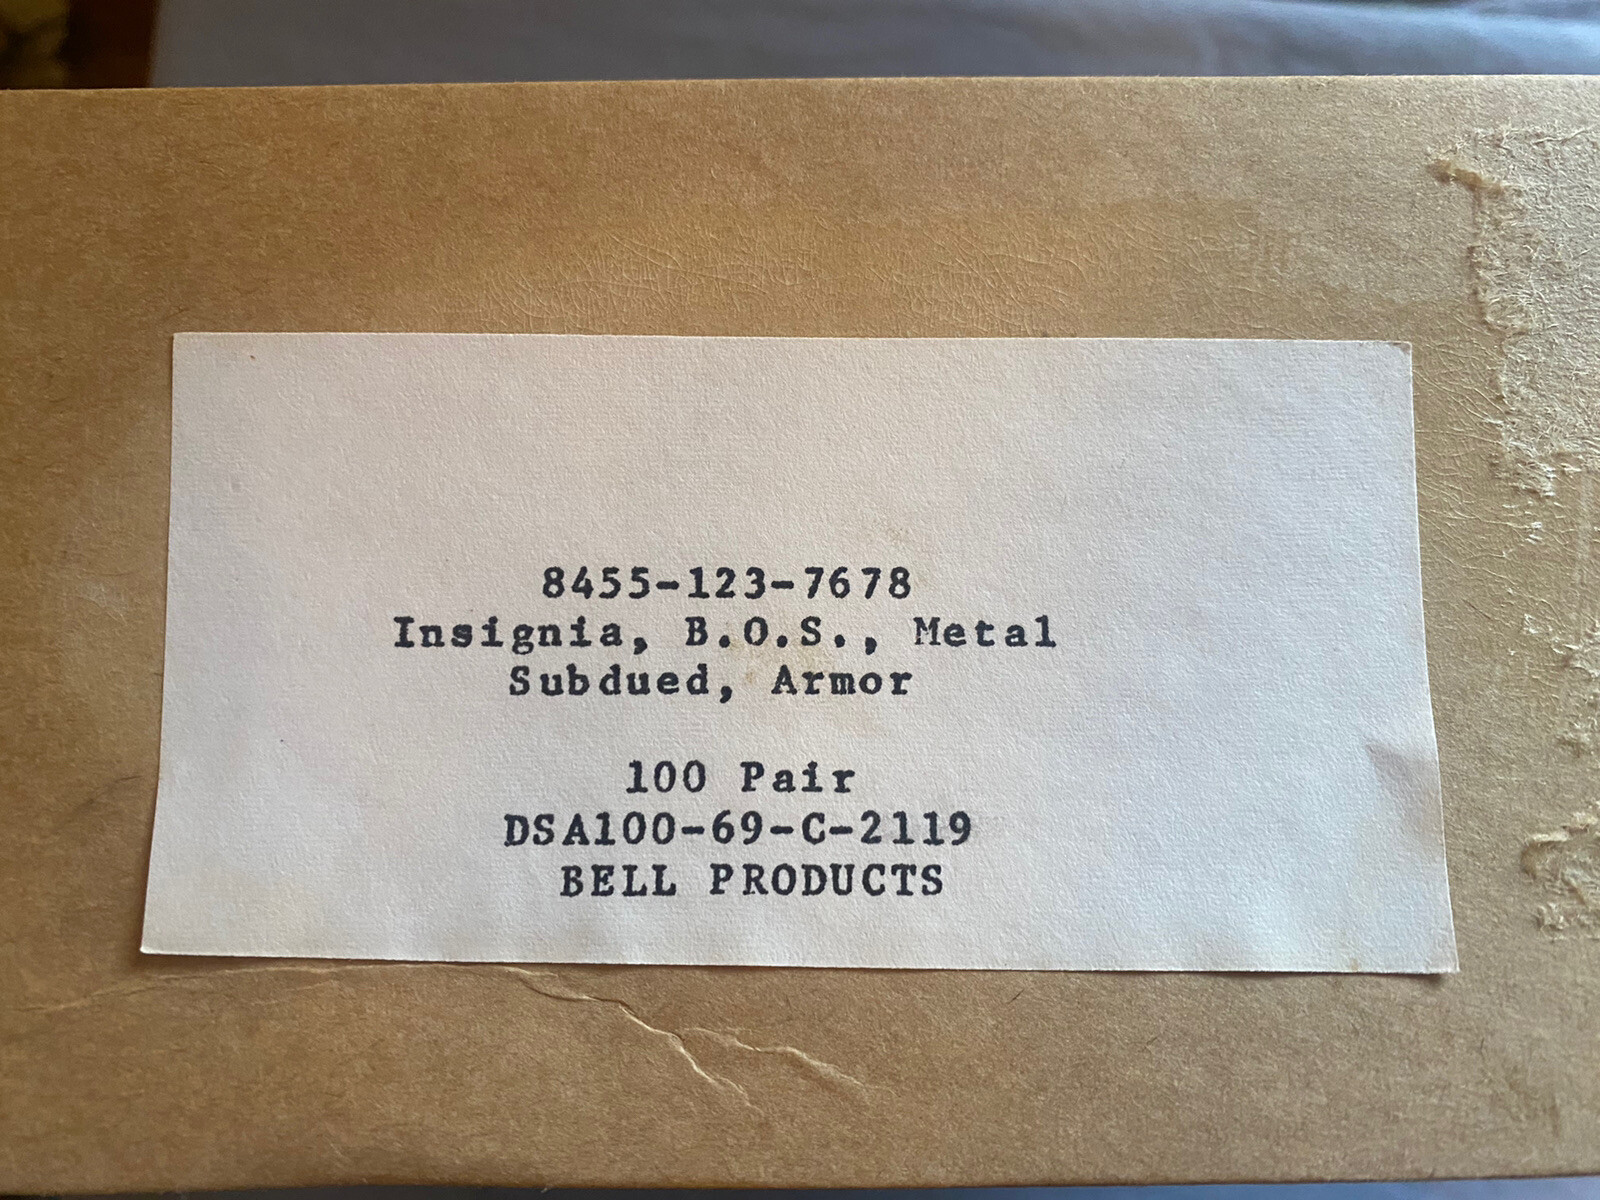 8455-123-7678
Insignia, B.O.S., Metal
Subdued, Armor
100 Pair
DSA100-69-C-2119
BELL PRODUCTS